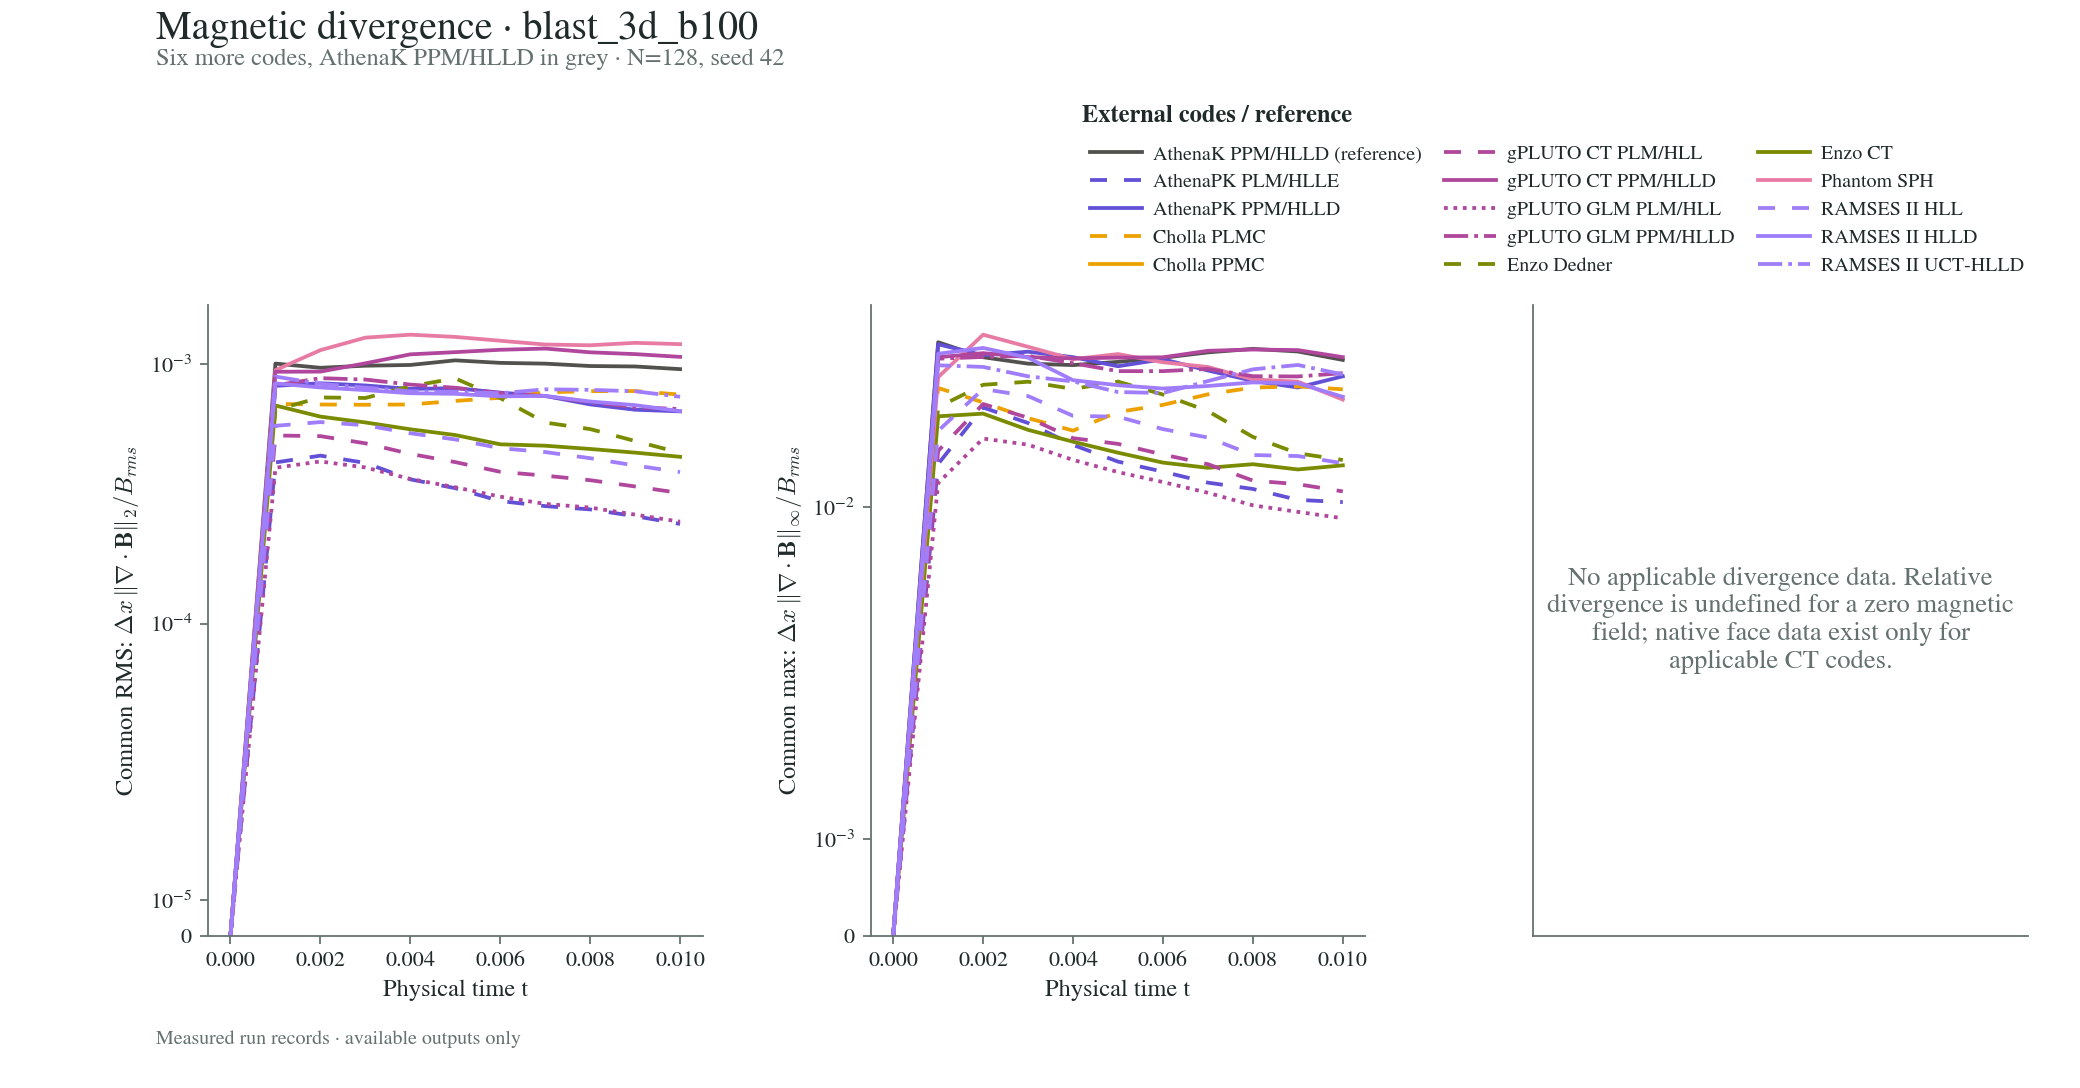 Magnetic divergence · blast_3d_b100
Six more codes, AthenaK PPM/HLLD in grey · N=128, seed 42
External codes / reference
AthenaK PPM/HLLD (reference)
AthenaPK PLM/HLLE
AthenaPK PPM/HLLD
Cholla PLMC
Cholla PPMC
gPLUTO CT PLM/HLL
gPLUTO CT PPM/HLLD
gPLUTO GLM PLM/HLL
gPLUTO GLM PPM/HLLD
Enzo Dedner
Enzo CT
Phantom SPH
RAMSES II HLL
RAMSES II HLLD
RAMSES II UCT-HLLD
Common RMS: Δx ‖∇ · B‖₂/B_rms
10⁻³
10⁻⁴
10⁻⁵
0
0.000 0.002 0.004 0.006 0.008 0.010
Physical time t
Common max: Δx ‖∇ · B‖∞/B_rms
10⁻²
10⁻³
0
0.000 0.002 0.004 0.006 0.008 0.010
Physical time t
No applicable divergence data. Relative
divergence is undefined for a zero magnetic
field; native face data exist only for
applicable CT codes.
Measured run records · available outputs only